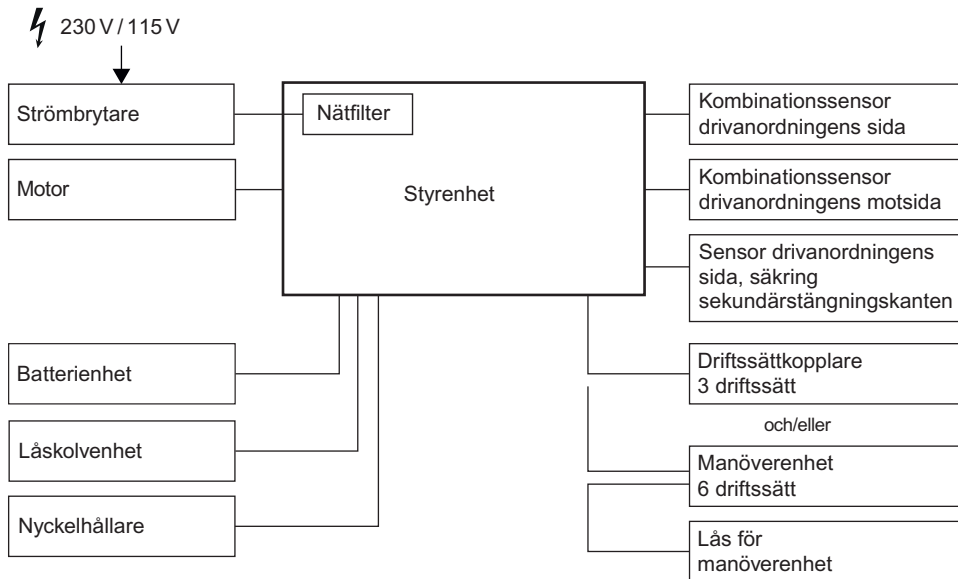 230 V / 115 V
Strömbrytare
Nätfilter
Kombinationssensor
drivanordningens sida
Motor
Styrenhet
Kombinationssensor
drivanordningens motsida
Sensor drivanordningens
sida, säkring
sekundärstängningskanten
Batterienhet
Driftssättkopplare
3 driftssätt
och/eller
Låskolvenhet
Manöverenhet
6 driftssätt
Nyckelhållare
Lås för
manöverenhet